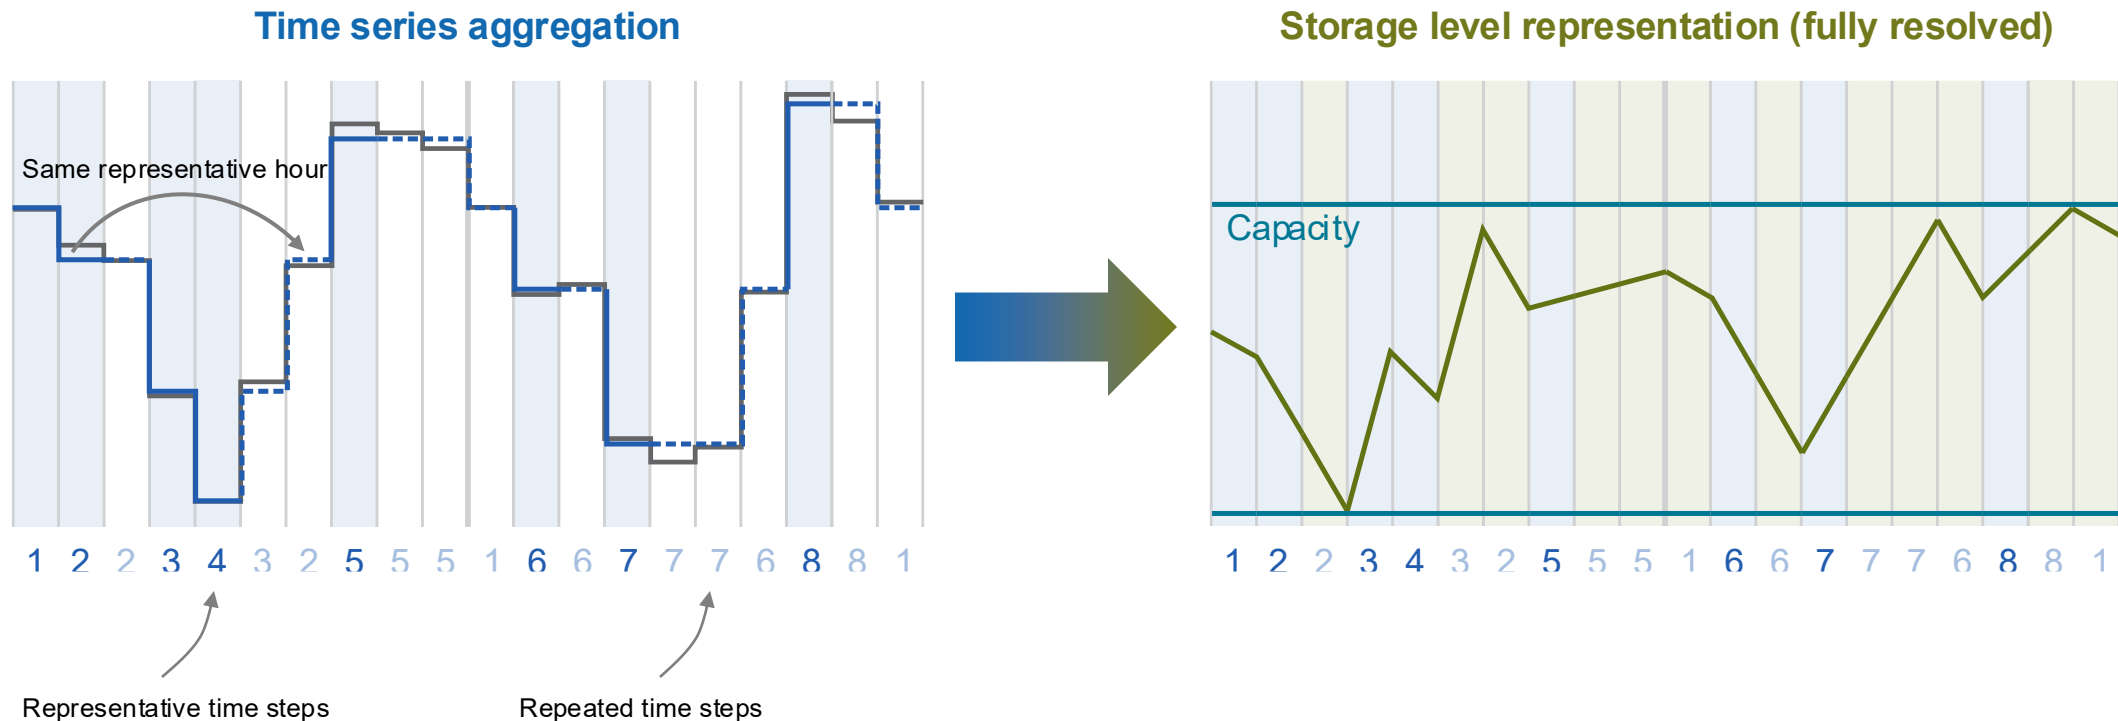 Time series aggregation
Storage level representation (fully resolved)
Same representative hour
Capacity
1 2 2 3 4 3 2 5 5 5 1 6 6 7 7 7 6 8 8 1
1 2 2 3 4 3 2 5 5 5 1 6 6 7 7 7 6 8 8 1
Representative time steps
Repeated time steps